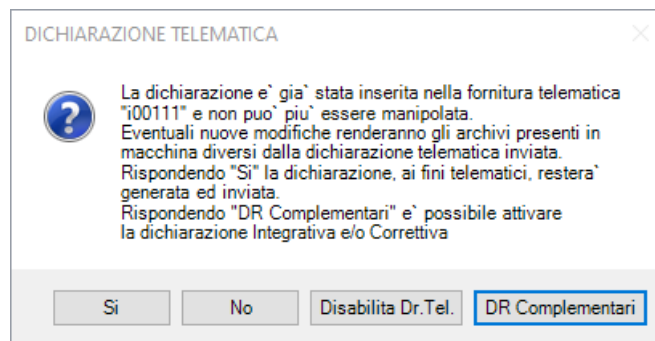 DICHIARAZIONE TELEMATICA
La dichiarazione e` gia` stata inserita nella fornitura telematica
"i00111" e non puo` piu` essere manipolata.
Eventuali nuove modifiche renderanno gli archivi presenti in
macchina diversi dalla dichiarazione telematica inviata.
Rispondendo "Si" la dichiarazione, ai fini telematici, restera`
generata ed inviata.
Rispondendo "DR Complementari" e` possibile attivare
la dichiarazione Integrativa e/o Correttiva
Si
No
Disabilita Dr.Tel.
DR Complementari